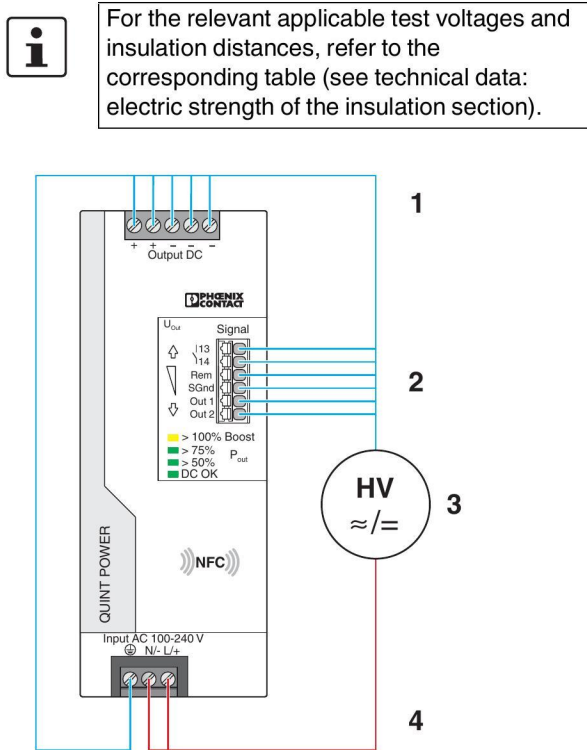 i
For the relevant applicable test voltages and
insulation distances, refer to the
corresponding table (see technical data:
electric strength of the insulation section).
1
+ + – – –
Output DC
PHŒNIX
CONTACT
UOut
Signal
13
14
Rem
SGnd
Out 1
Out 2
2
> 100% Boost
> 75%
> 50%
Pout
DC OK
HV
≈/=
3
QUINT POWER
NFC
Input AC 100-240 V
N/- L/+
4